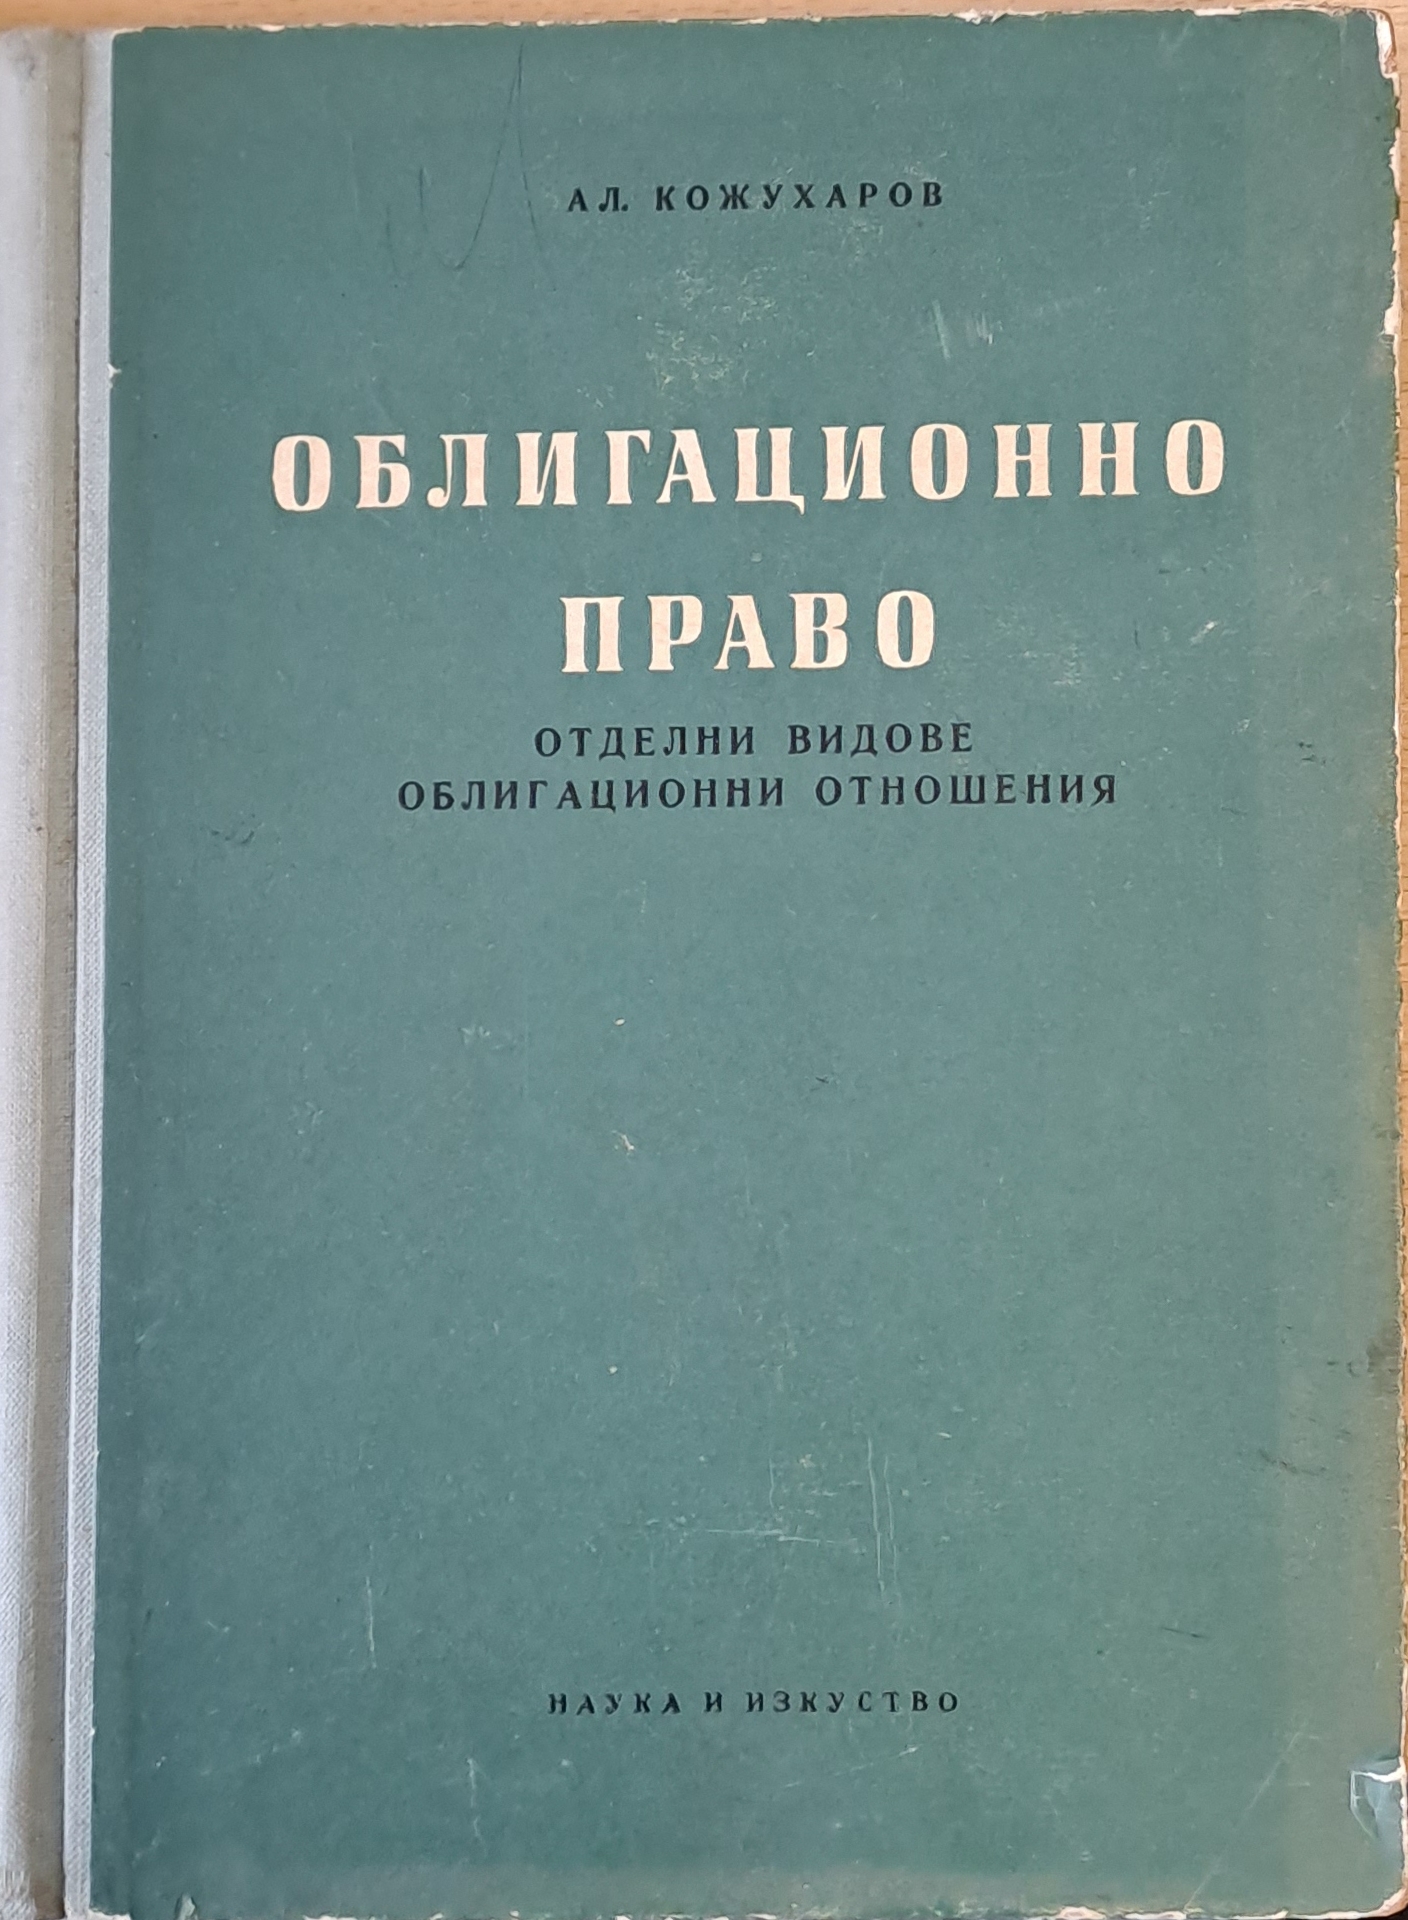 АЛ. КОЖУХАРОВ
ОБЛИГАЦИОННО
ПРАВО
ОТДЕЛНИ ВИДОВЕ
ОБЛИГАЦИОННИ ОТНОШЕНИЯ
НАУКА И ИЗКУСТВО